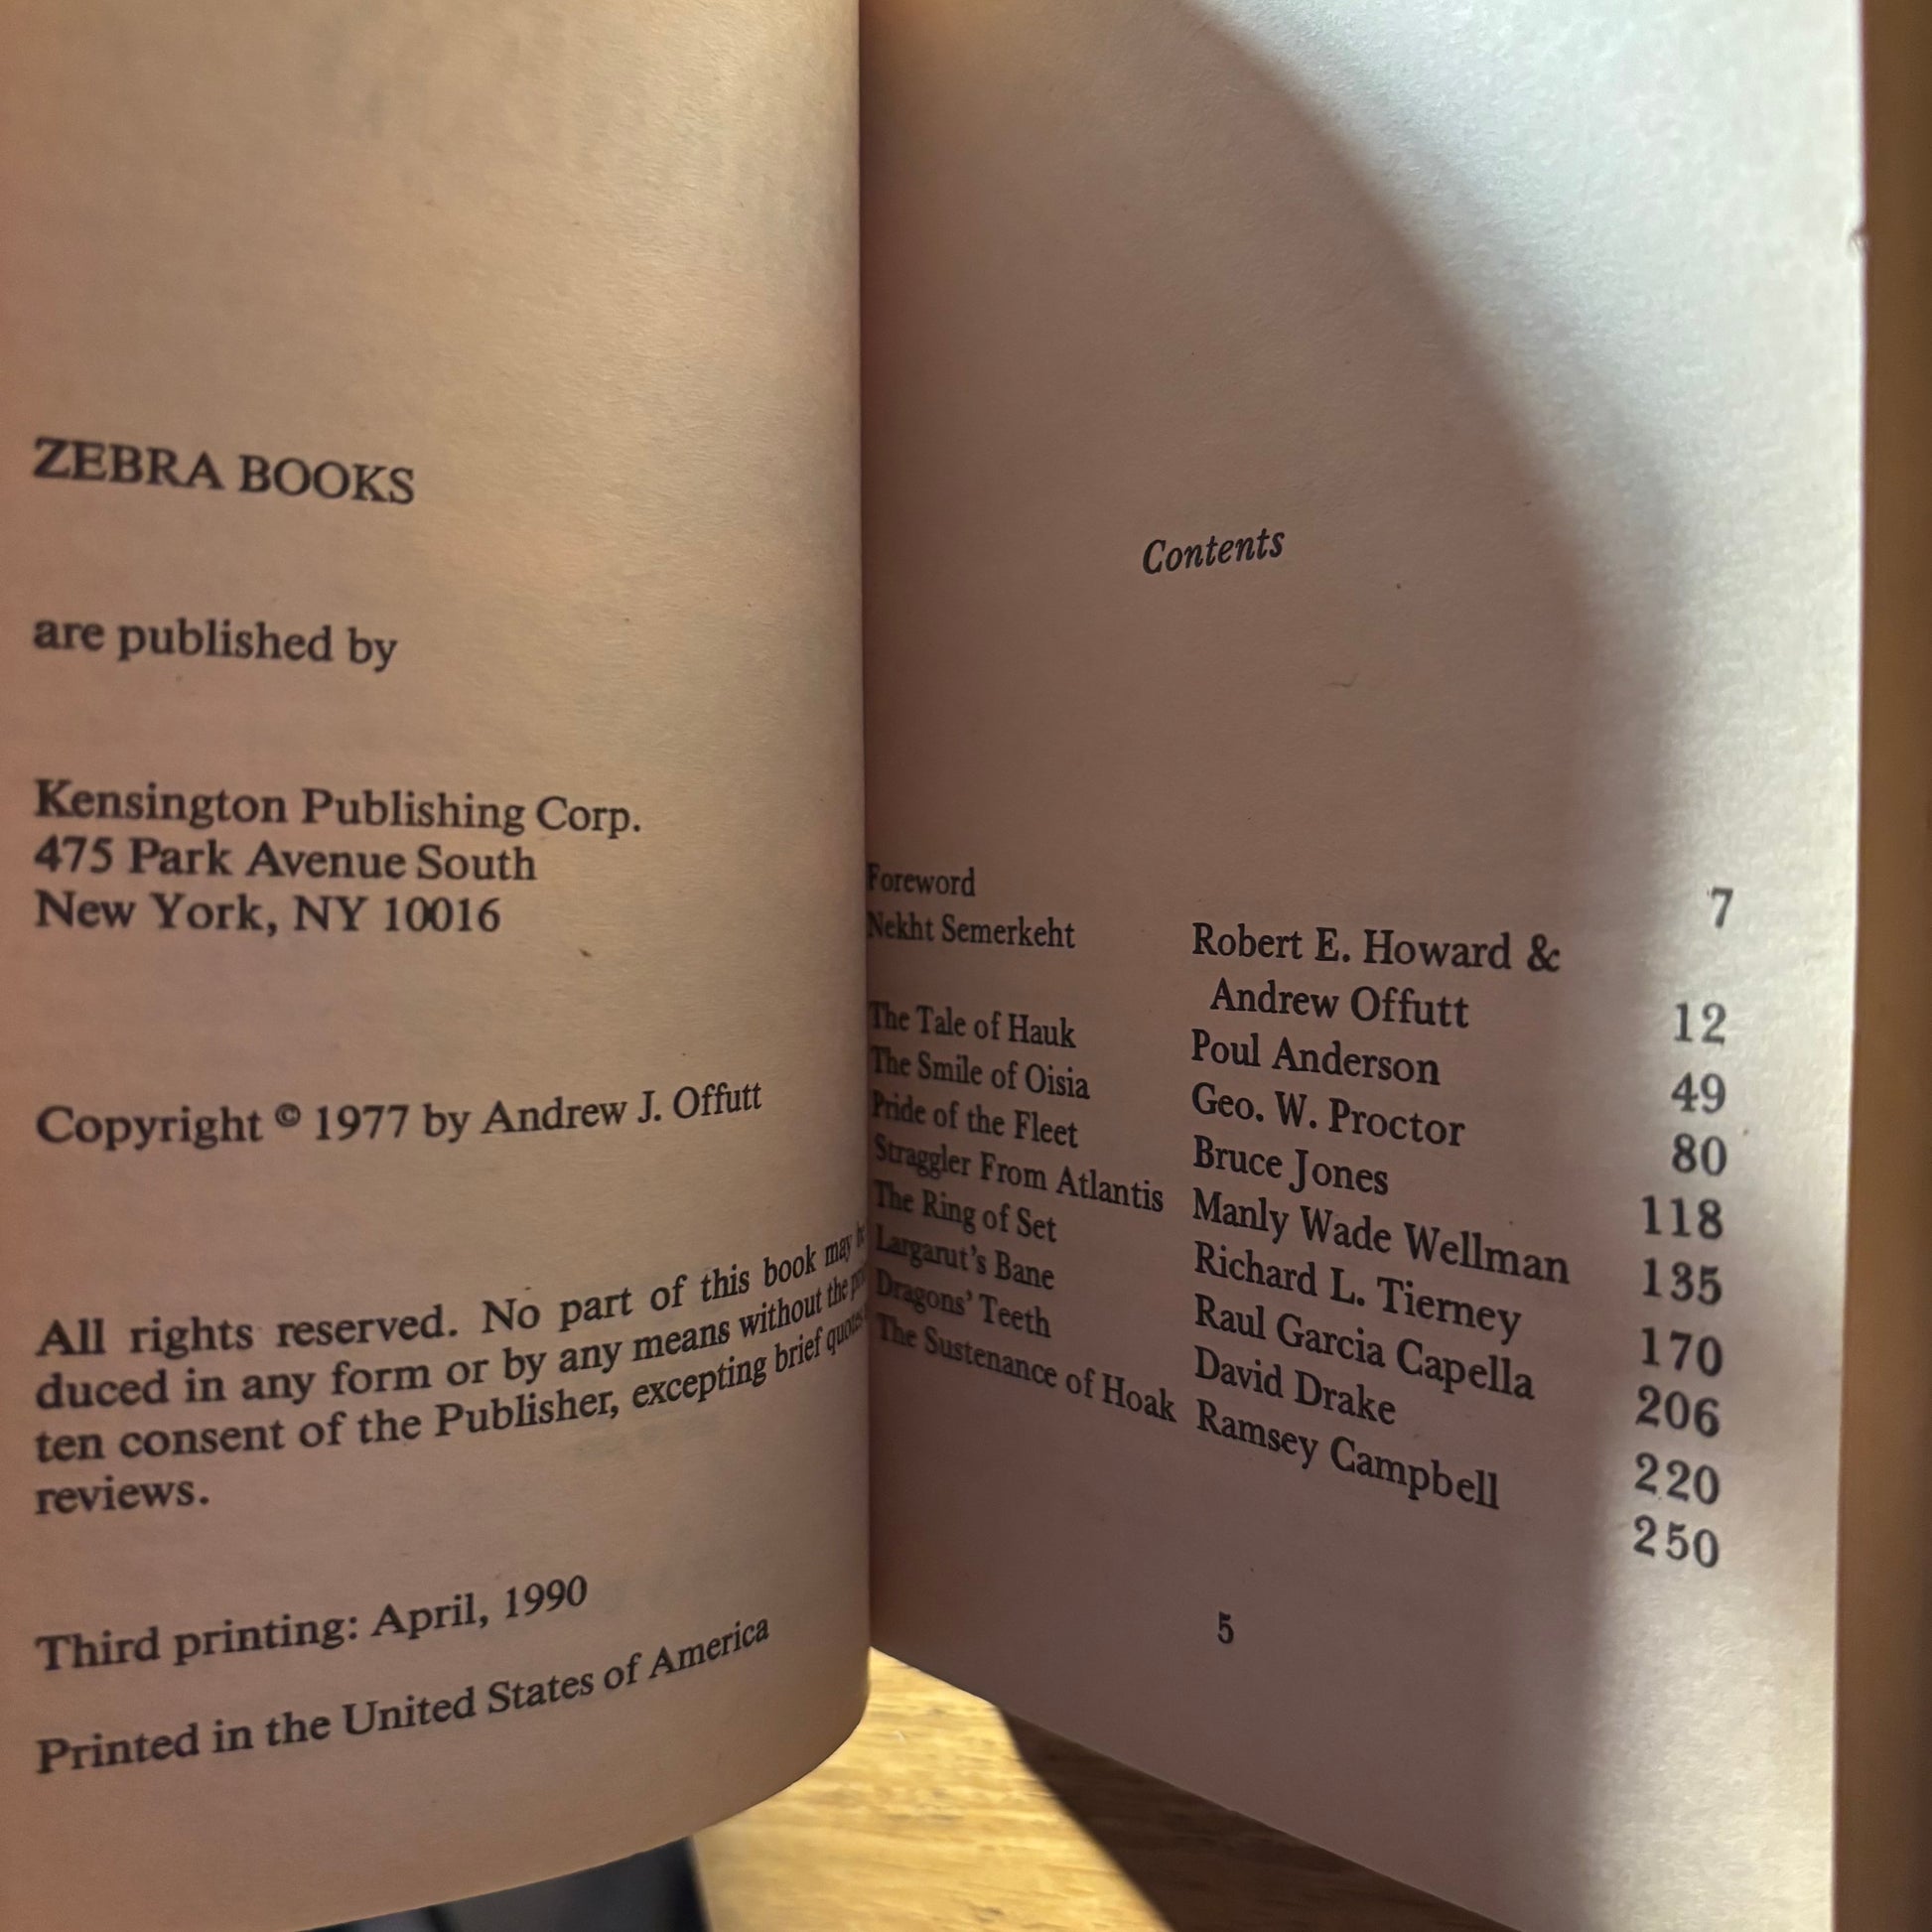 ZEBRA BOOKS
are published by
Kensington Publishing Corp.
475 Park Avenue South
New York, NY 10016
Copyright © 1977 by Andrew J. Offutt
All rights reserved. No part of this book may
duced in any form or by any means without the
ten consent of the Publisher, excepting brief
reviews.
Third printing: April, 1990
Printed in the United States of America
Contents
Foreword 7
Nekht Semerkeht Robert E. Howard &
Andrew Offutt 12
The Tale of Hauk Poul Anderson 49
The Smile of Oisia Geo. W. Proctor 80
Pride of the Fleet Bruce Jones 118
Straggler From Atlantis Manly Wade Wellman 135
The Ring of Set Richard L. Tierney 170
Largarut's Bane Raul Garcia Capella 206
Dragons' Teeth David Drake 220
The Sustenance of Hoak Ramsey Campbell 250
5